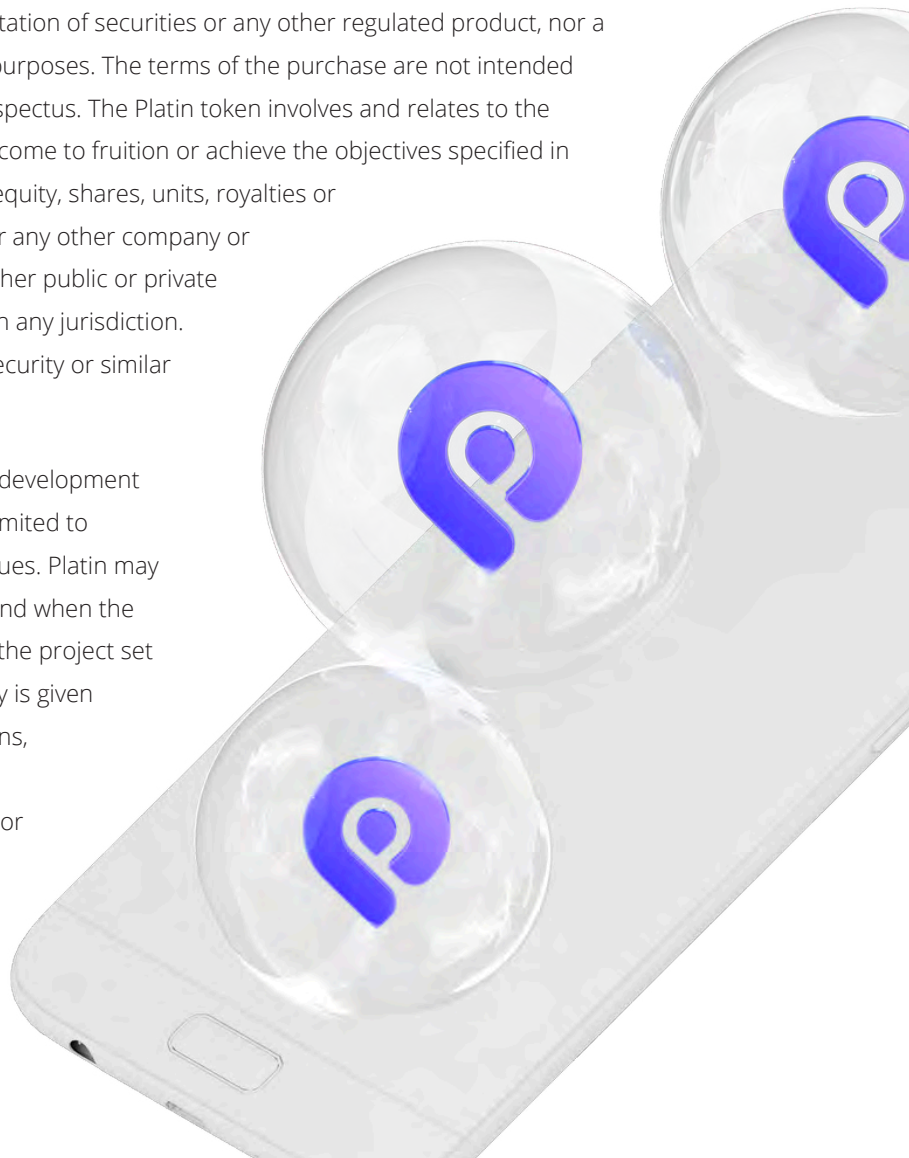 tation of securities or any other regulated product, nor a
purposes. The terms of the purchase are not intended
spectus. The Platin token involves and relates to the
come to fruition or achieve the objectives specified in
equity, shares, units, royalties or
r any other company or
her public or private
n any jurisdiction.
ecurity or similar
development
mited to
ues. Platin may
nd when the
the project set
y is given
ns,
or